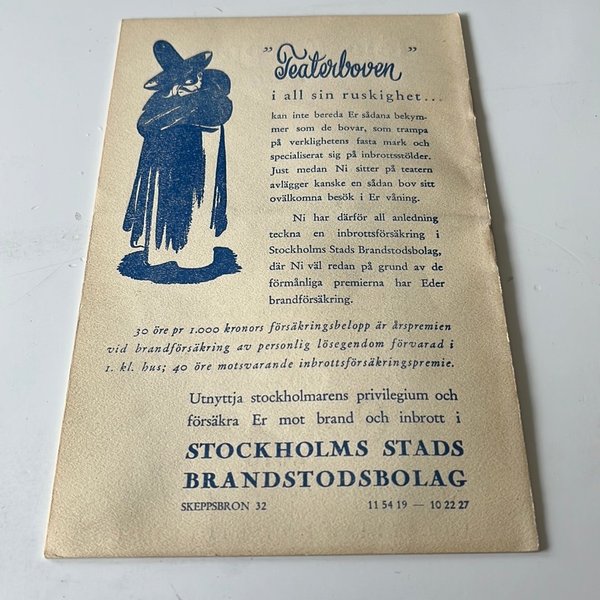 "Teaterboven"
i all sin ruskighet...
kan inte bereda Er sådana bekym-
mer som de bovar, som trampa
på verklighetens fasta mark och
specialiserat sig på inbrottsstölder.
Just medan Ni sitter på teatern
avlägger kanske en sådan bov sitt
ovälkomna besök i Er våning.
Ni har därför all anledning
teckna en inbrottsförsäkring i
Stockholms Stads Brandstodsbolag,
där Ni väl redan på grund av de
förmånliga premierna har Eder
brandförsäkring.
30 öre pr 1.000 kronors försäkringsbelopp är årspremien
vid brandförsäkring av personlig lösegendom förvarad i
1. kl. hus; 40 öre motsvarande inbrottsförsäkringspremie.
Utnyttja stockholmarens privilegium och
försäkra Er mot brand och inbrott i
STOCKHOLMS STADS
BRANDSTODSBOLAG
SKEPPSBRON 32 11 54 19 — 10 22 27